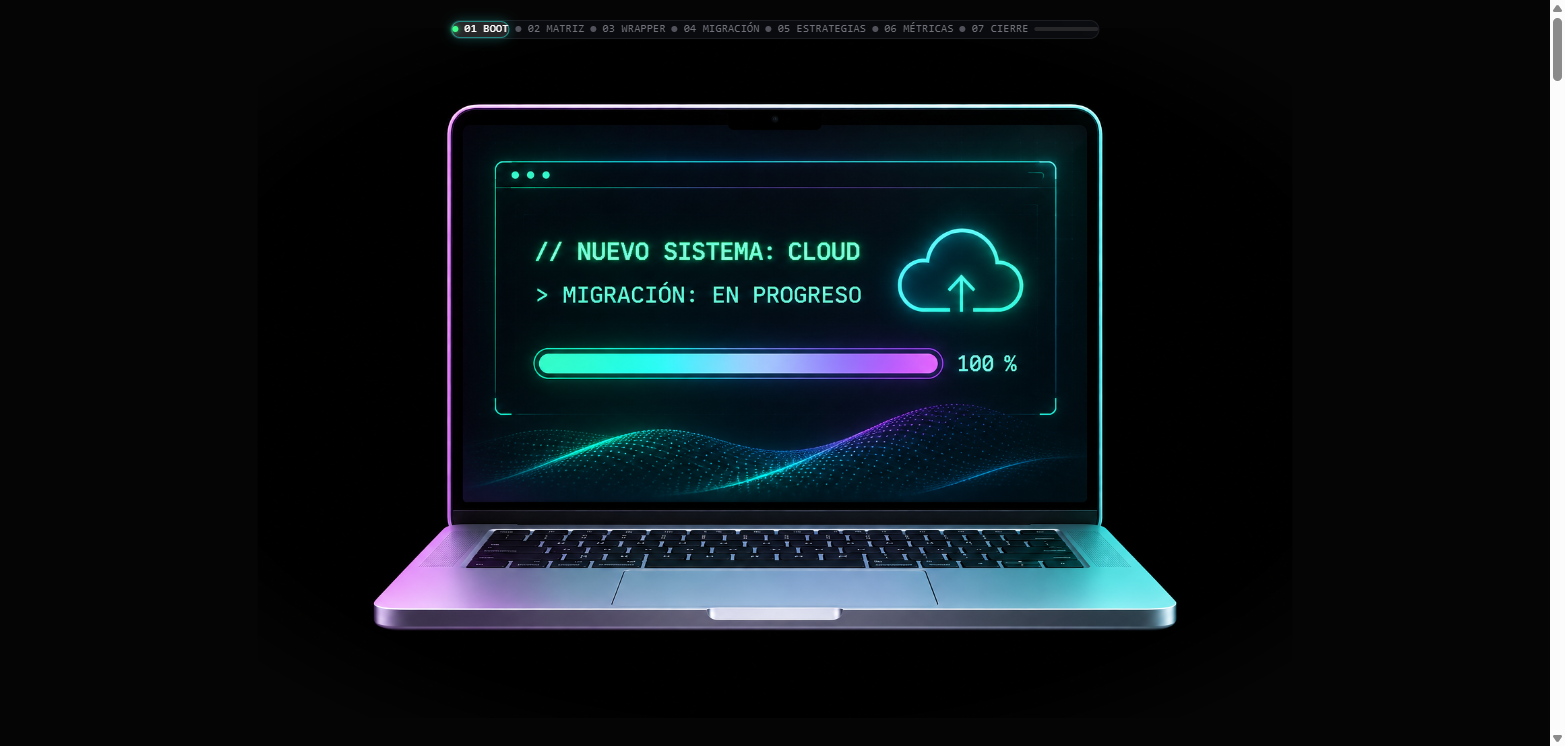 01 BOOT 02 MATRIZ 03 WRAPPER 04 MIGRACIÓN 05 ESTRATEGIAS 06 MÉTRICAS 07 CIERRE
// NUEVO SISTEMA: CLOUD
> MIGRACIÓN: EN PROGRESO
100 %